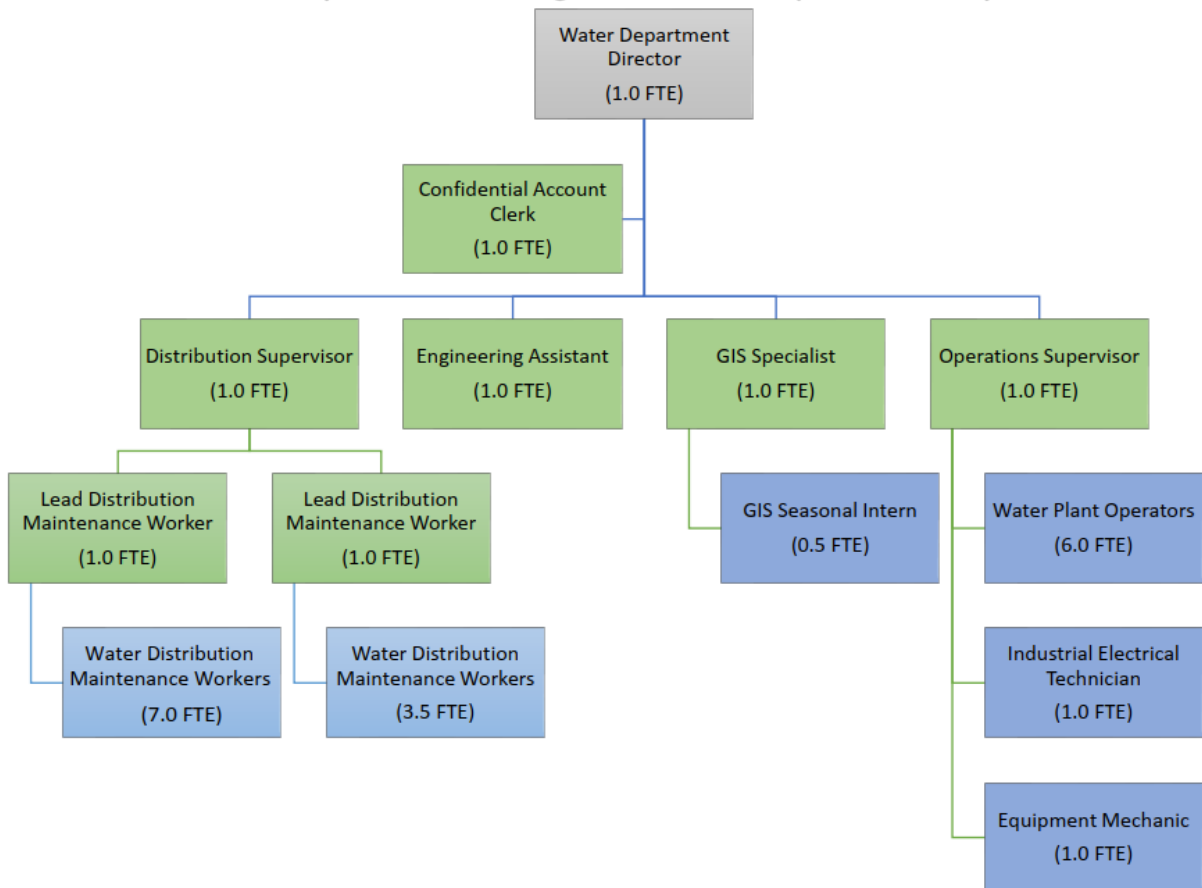 Water Department
Director
(1.0 FTE)
Confidential Account
Clerk
(1.0 FTE)
Distribution Supervisor
(1.0 FTE)
Engineering Assistant
(1.0 FTE)
GIS Specialist
(1.0 FTE)
Operations Supervisor
(1.0 FTE)
Lead Distribution
Maintenance Worker
(1.0 FTE)
Lead Distribution
Maintenance Worker
(1.0 FTE)
GIS Seasonal Intern
(0.5 FTE)
Water Plant Operators
(6.0 FTE)
Water Distribution
Maintenance Workers
(7.0 FTE)
Water Distribution
Maintenance Workers
(3.5 FTE)
Industrial Electrical
Technician
(1.0 FTE)
Equipment Mechanic
(1.0 FTE)